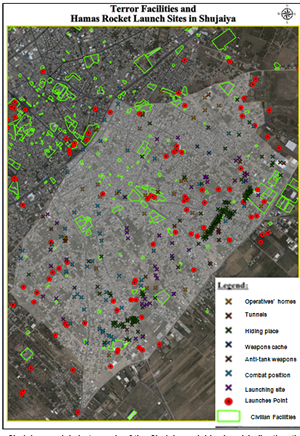 Terror Facilities and
Hamas Rocket Launch Sites in Shujaiya
Legend:
Operatives' homes
Tunnels
Hiding place
Weapons cache
Anti-tank weapons
Combat position
Launching site
Launches Point
Civilian Facilities